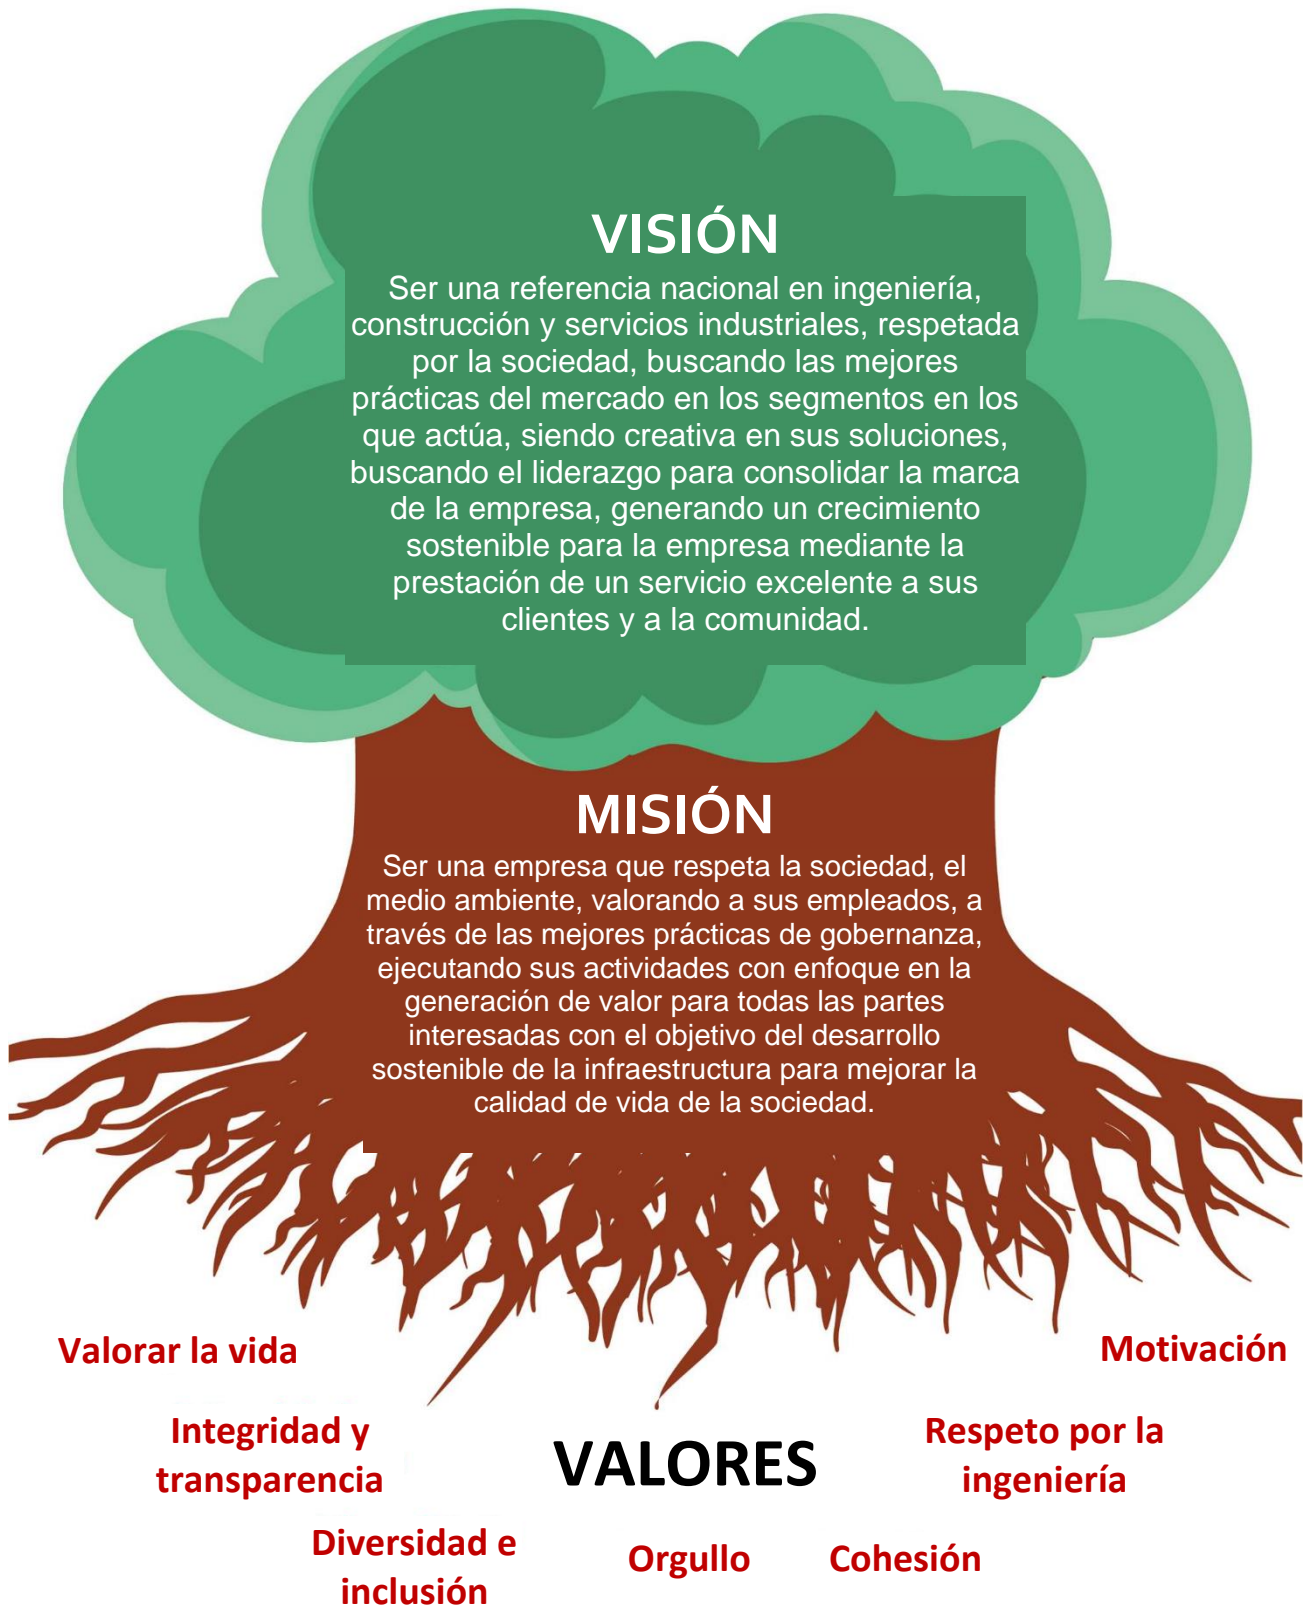 VISIÓN
Ser una referencia nacional en ingeniería,
construcción y servicios industriales, respetada
por la sociedad, buscando las mejores
prácticas del mercado en los segmentos en los
que actúa, siendo creativa en sus soluciones,
buscando el liderazgo para consolidar la marca
de la empresa, generando un crecimiento
sostenible para la empresa mediante la
prestación de un servicio excelente a sus
clientes y a la comunidad.
MISIÓN
Ser una empresa que respeta la sociedad, el
medio ambiente, valorando a sus empleados, a
través de las mejores prácticas de gobernanza,
ejecutando sus actividades con enfoque en la
generación de valor para todas las partes
interesadas con el objetivo del desarrollo
sostenible de la infraestructura para mejorar la
calidad de vida de la sociedad.
Valorar la vida
Motivación
Integridad y
transparencia
VALORES
Respeto por la
ingeniería
Diversidad e
inclusión
Orgullo
Cohesión